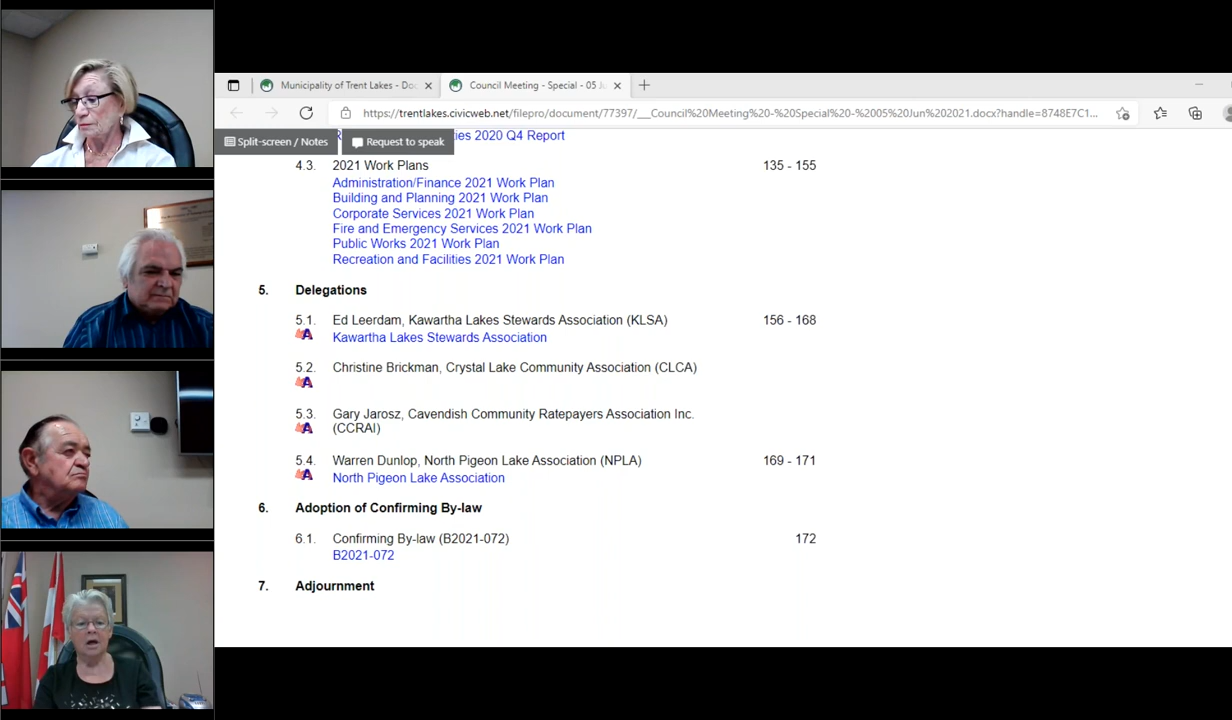 Municipality of Trent Lakes - Doc
Council Meeting - Special - 05 Ju
https://trentlakes.civicweb.net/filepro/document/77397/___Council%20Meeting%20-%20Special%20-%2005%20Jun%202021.docx?handle=8748E7C1...
Split-screen / Notes
Request to speak
ties 2020 Q4 Report
4.3. 2021 Work Plans 135 - 155
Administration/Finance 2021 Work Plan
Building and Planning 2021 Work Plan
Corporate Services 2021 Work Plan
Fire and Emergency Services 2021 Work Plan
Public Works 2021 Work Plan
Recreation and Facilities 2021 Work Plan
5. Delegations
5.1. Ed Leerdam, Kawartha Lakes Stewards Association (KLSA) 156 - 168
Kawartha Lakes Stewards Association
5.2. Christine Brickman, Crystal Lake Community Association (CLCA)
5.3. Gary Jarosz, Cavendish Community Ratepayers Association Inc.
(CCRAI)
5.4. Warren Dunlop, North Pigeon Lake Association (NPLA) 169 - 171
North Pigeon Lake Association
6. Adoption of Confirming By-law
6.1. Confirming By-law (B2021-072) 172
B2021-072
7. Adjournment